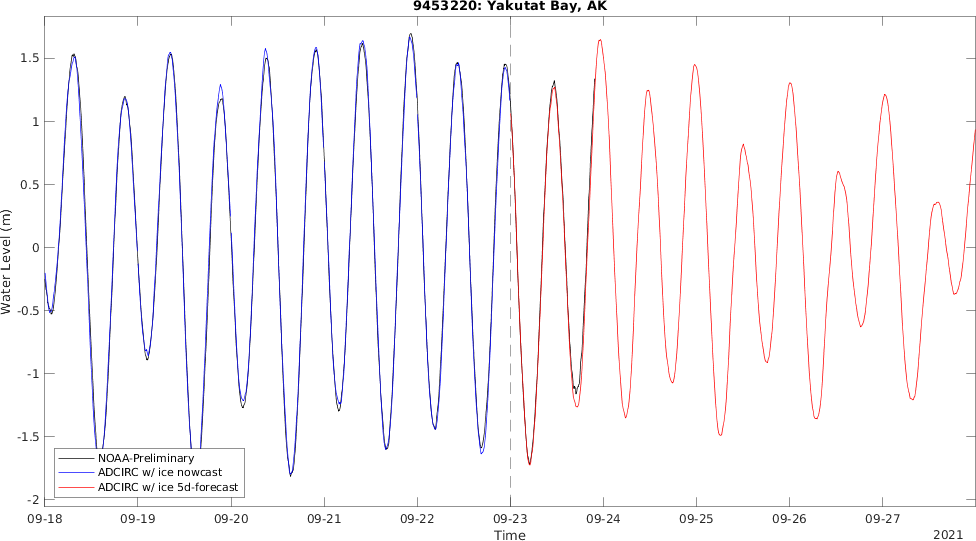 9453220: Yakutat Bay, AK
Water Level (m)
1.5
1
0.5
0
-0.5
-1
-1.5
-2
NOAA-Preliminary
ADCIRC w/ ice nowcast
ADCIRC w/ ice 5d-forecast
09-18 09-19 09-20 09-21 09-22 09-23 09-24 09-25 09-26 09-27
Time
2021